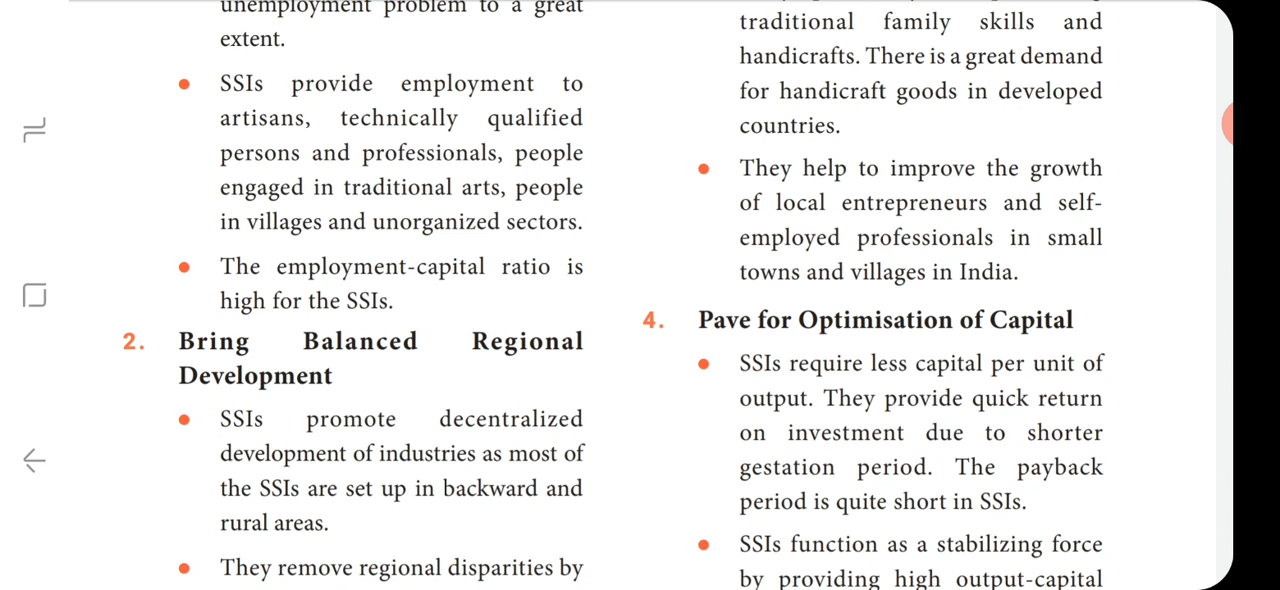 unemployment problem to a great
extent.
● SSIs provide employment to
artisans, technically qualified
persons and professionals, people
engaged in traditional arts, people
in villages and unorganized sectors.
● The employment-capital ratio is
high for the SSIs.
2. Bring Balanced Regional
Development
● SSIs promote decentralized
development of industries as most of
the SSIs are set up in backward and
rural areas.
● They remove regional disparities by
traditional family skills and
handicrafts. There is a great demand
for handicraft goods in developed
countries.
● They help to improve the growth
of local entrepreneurs and self-
employed professionals in small
towns and villages in India.
4. Pave for Optimisation of Capital
● SSIs require less capital per unit of
output. They provide quick return
on investment due to shorter
gestation period. The payback
period is quite short in SSIs.
● SSIs function as a stabilizing force
by providing high output-capital